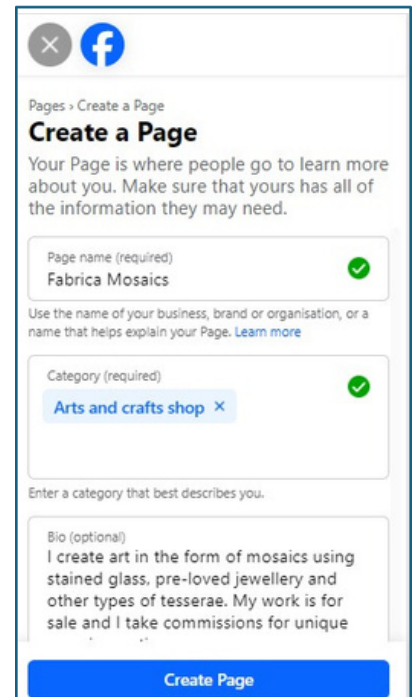 Pages › Create a Page
Create a Page
Your Page is where people go to learn more
about you. Make sure that yours has all of
the information they may need.
Page name (required)
Fabrica Mosaics
Use the name of your business, brand or organisation, or a
name that helps explain your Page. Learn more
Category (required)
Arts and crafts shop ×
Enter a category that best describes you.
Bio (optional)
I create art in the form of mosaics using
stained glass, pre-loved jewellery and
other types of tesserae. My work is for
sale and I take commissions for unique
Create Page